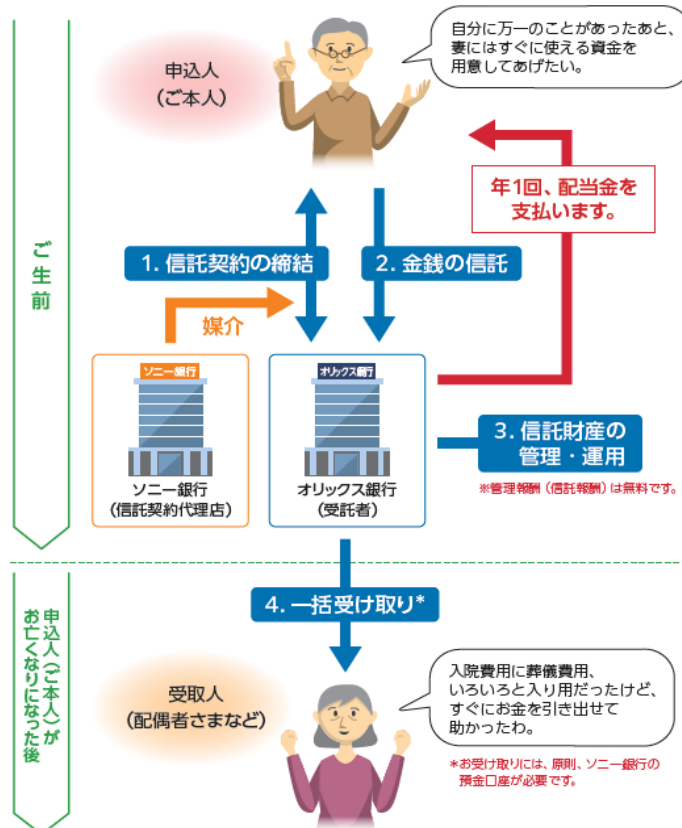 自分に万一のことがあったあと、
妻にはすぐに使える資金を
用意してあげたい。
申込人
(ご本人)
年1回、配当金を
支払います。
ご生前
1. 信託契約の締結
2. 金銭の信託
媒介
ソニー銀行
オリックス銀行
3. 信託財産の
管理・運用
※管理報酬(信託報酬)は無料です。
ソニー銀行
(信託契約代理店)
オリックス銀行
(受託者)
申込人(ご本人)が
お亡くなりになった後
4. 一括受け取り*
受取人
(配偶者さまなど)
入院費用に葬儀費用、
いろいろと入り用だったけど、
すぐにお金を引き出せて
助かったわ。
*お受け取りには、原則、ソニー銀行の
預金口座が必要です。